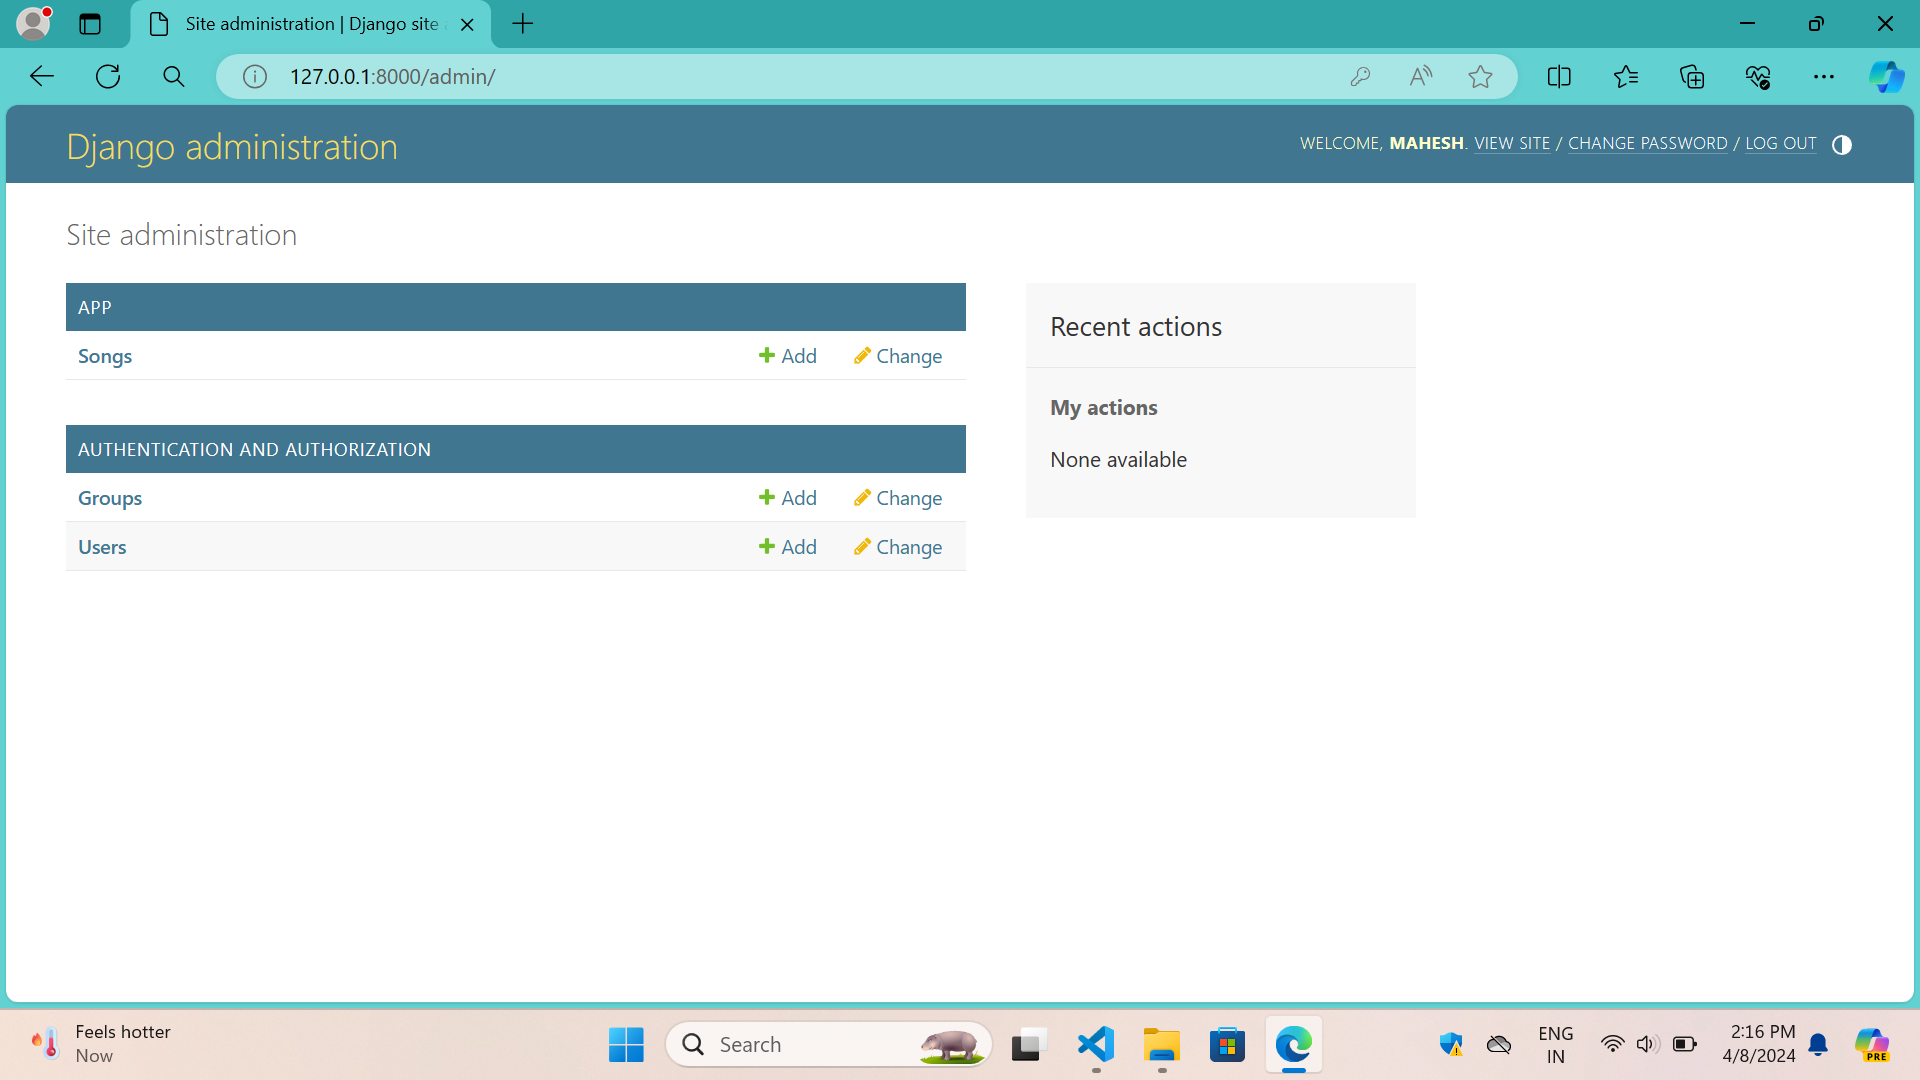 Site administration | Django site
127.0.0.1:8000/admin/
Django administration
WELCOME, MAHESH. VIEW SITE / CHANGE PASSWORD / LOG OUT
Site administration
APP
Songs
Add
Change
AUTHENTICATION AND AUTHORIZATION
Groups
Add
Change
Users
Add
Change
Recent actions
My actions
None available
Feels hotter
Now
Search
ENG
IN
2:16 PM
4/8/2024
PRE